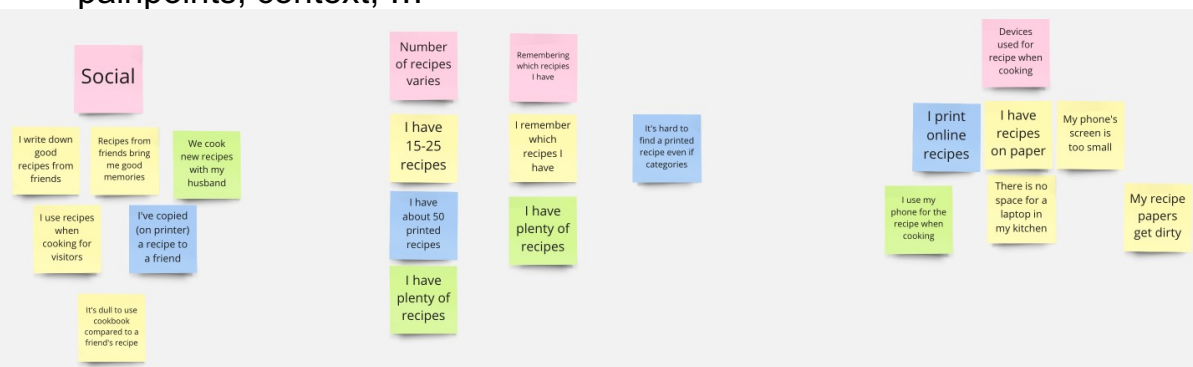 painpoints, context, ...
Social
I write down
good
recipes from
friends
Recipes from
friends bring
me good
memories
We cook
new recipes
with my
husband
I use recipes
when
cooking for
visitors
I've copied
(on printer)
a recipe to
a friend
It's dull to use
cookbook
compared to a
friend's recipe
Number
of recipes
varies
I have
15-25
recipes
I have
about 50
printed
recipes
I have
plenty of
recipes
Remembering
which recipies
I have
I remember
which
recipes I
have
I have
plenty of
recipes
It's hard to
find a printed
recipe even if
categories
Devices
used for
recipe when
cooking
I print
online
recipes
I have
recipes
on paper
My phone's
screen is
too small
I use my
phone for the
recipe when
cooking
There is no
space for a
laptop in
my kitchen
My recipe
papers
get dirty